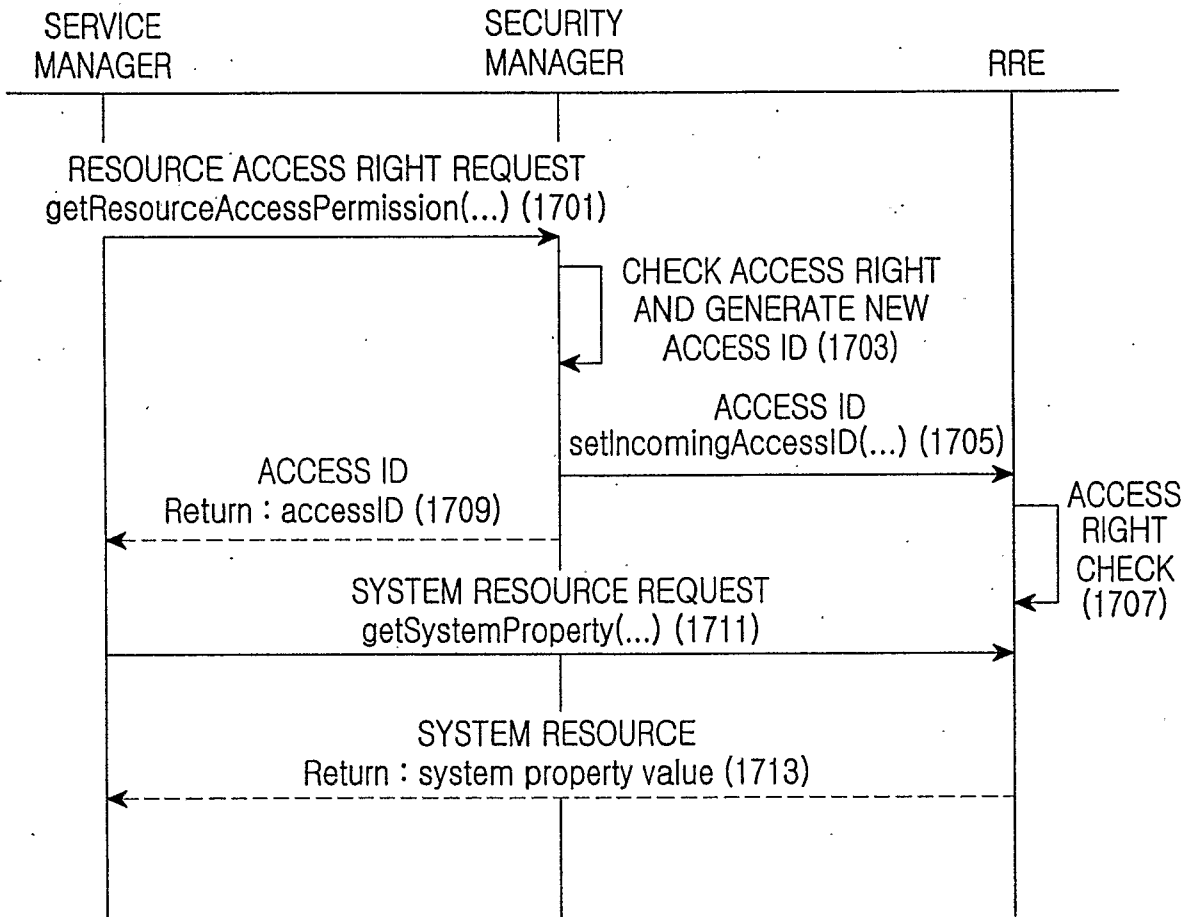 SERVICE
MANAGER
SECURITY
MANAGER
RRE
RESOURCE ACCESS RIGHT REQUEST
getResourceAccessPermission(...) (1701)
CHECK ACCESS RIGHT
AND GENERATE NEW
ACCESS ID (1703)
ACCESS ID
setIncomingAccessID(...) (1705)
ACCESS ID
Return : accessID (1709)
ACCESS
RIGHT
CHECK
(1707)
SYSTEM RESOURCE REQUEST
getSystemProperty(...) (1711)
SYSTEM RESOURCE
Return : system property value (1713)